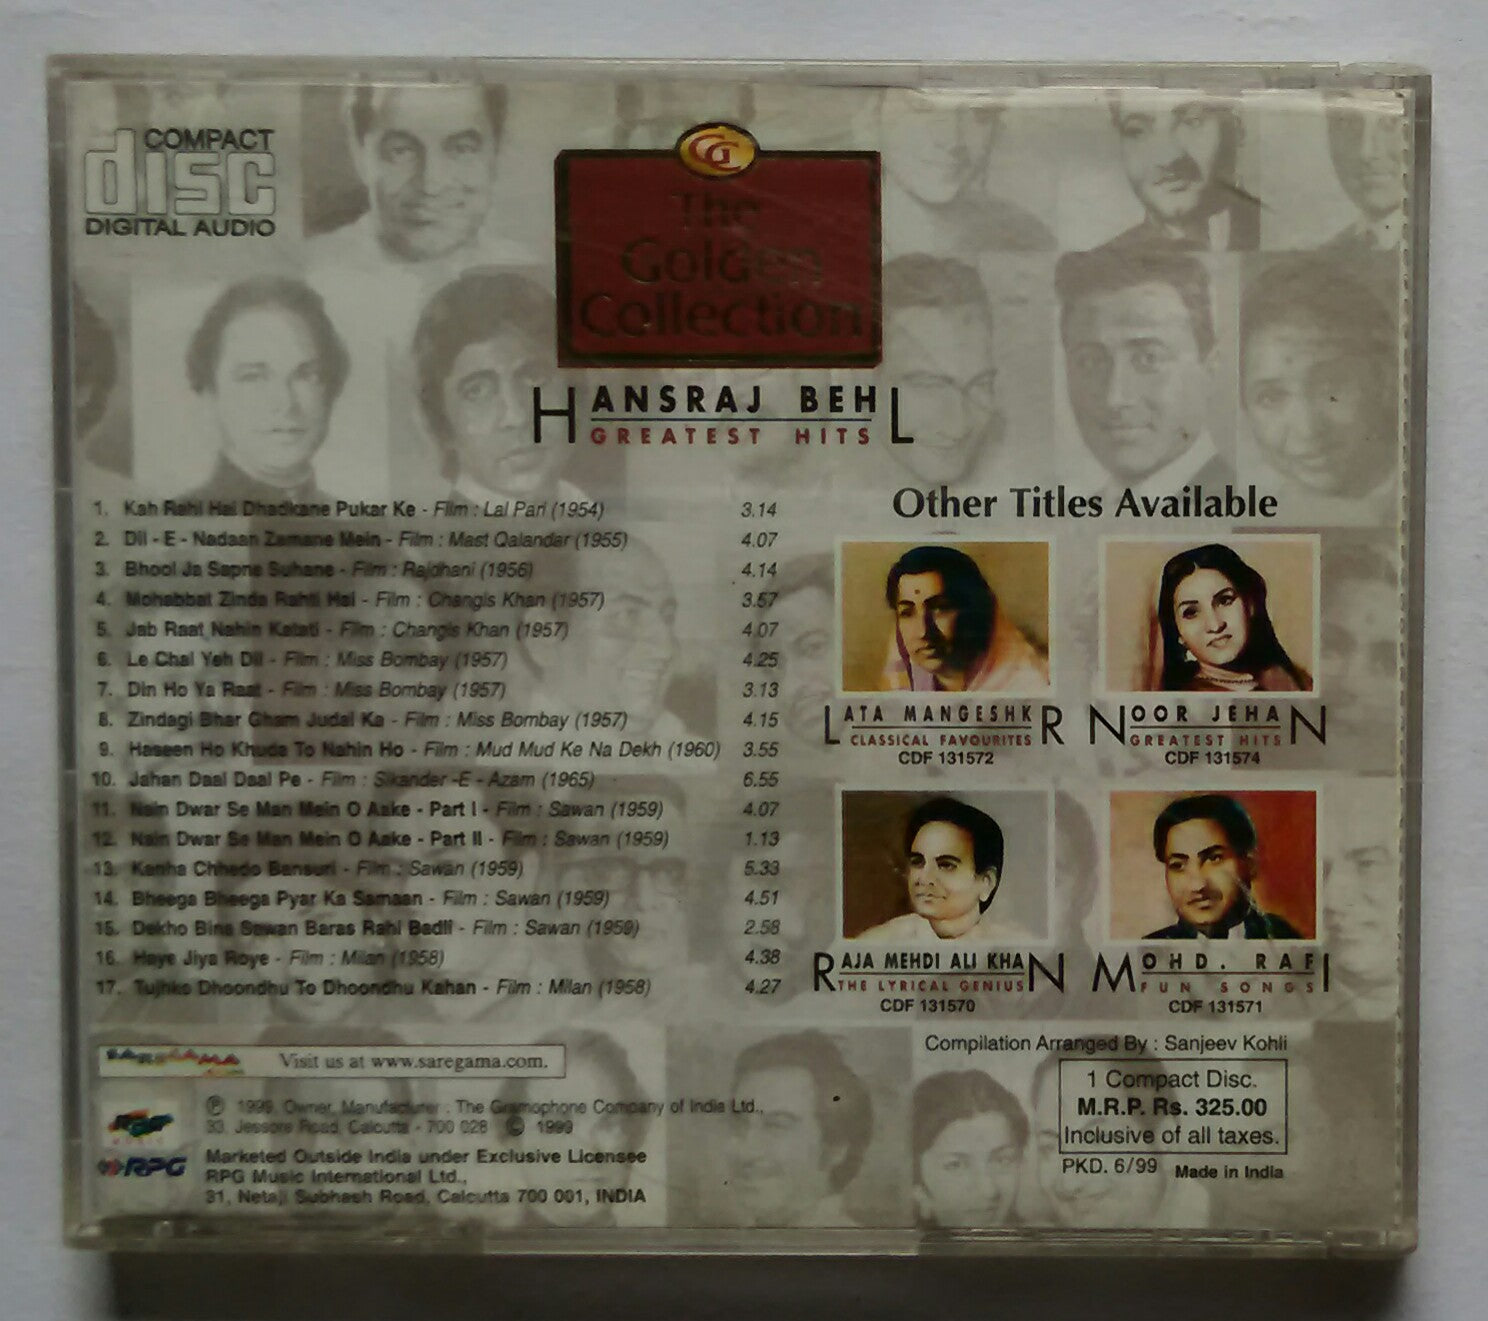 COMPACT
disc
DIGITAL AUDIO
GC
The
Golden
Collection
HANSRAJ BEHL
GREATEST HITS
1. Kah Rahi Hai Dhadkane Pukar Ke - Film : Lal Pari (1954) 3.14
2. Dil - E - Nadaan Zamane Mein - Film : Mast Qalandar (1955) 4.07
3. Bhool Ja Sapne Suhane - Film : Rajdhani (1956) 4.14
4. Mohabbat Zinda Rahti Hai - Film : Changis Khan (1957) 3.57
5. Jab Raat Nahin Katati - Film : Changis Khan (1957) 4.07
6. Le Chal Yeh Dil - Film : Miss Bombay (1957) 4.25
7. Din Ho Ya Raat - Film : Miss Bombay (1957) 3.13
8. Zindagi Bhar Gham Judai Ka - Film : Miss Bombay (1957) 4.15
9. Haseen Ho Khuda To Nahin Ho - Film : Mud Mud Ke Na Dekh (1960) 3.55
10. Jahan Daal Daal Pe - Film : Sikander -E - Azam (1965) 6.55
11. Nain Dwar Se Man Mein O Aake - Part I - Film : Sawan (1959) 4.07
12. Nain Dwar Se Man Mein O Aake - Part II - Film : Sawan (1959) 1.13
13. Kanha Chhedo Bansuri - Film : Sawan (1959) 5.33
14. Bheega Bheega Pyar Ka Samaan - Film : Sawan (1959) 4.51
15. Dekho Bina Sawan Baras Rahi Badli - Film : Sawan (1959) 2.58
16. Haye Jiya Roye - Film : Milan (1958) 4.38
17. Tujhko Dhoondhu To Dhoondhu Kahan - Film : Milan (1958) 4.27
Other Titles Available
LATA MANGESHKR
CLASSICAL FAVOURITES
CDF 131572
NOOR JEHAN
GREATEST HITS
CDF 131574
RAJA MEHDI ALI KHAN
THE LYRICAL GENIUS
CDF 131570
MOHD. RAFI
FUN SONGS
CDF 131571
Compilation Arranged By : Sanjeev Kohli
1 Compact Disc.
M.R.P. Rs. 325.00
Inclusive of all taxes.
PKD. 6/99 Made in India
SAREGAMA Visit us at www.saregama.com.
℗ 1999, Owner, Manufacturer : The Gramophone Company of India Ltd.,
33, Jessore Road, Calcutta - 700 028 © 1999
RPG
Marketed Outside India under Exclusive Licensee
RPG Music International Ltd.,
31, Netaji Subhash Road, Calcutta 700 001, INDIA